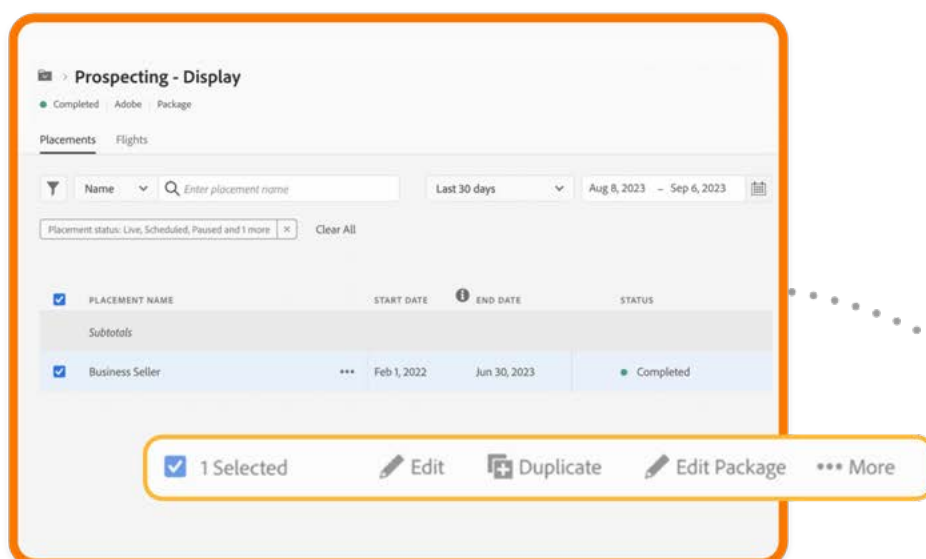 Prospecting - Display
Completed Adobe Package
Placements Flights
Name Enter placement name Last 30 days Aug 8, 2023 – Sep 6, 2023
Placement status: Live, Scheduled, Paused and 1 more × Clear All
PLACEMENT NAME START DATE END DATE STATUS
Subtotals
Business Seller ••• Feb 1, 2022 Jun 30, 2023 Completed
1 Selected Edit Duplicate Edit Package ••• More